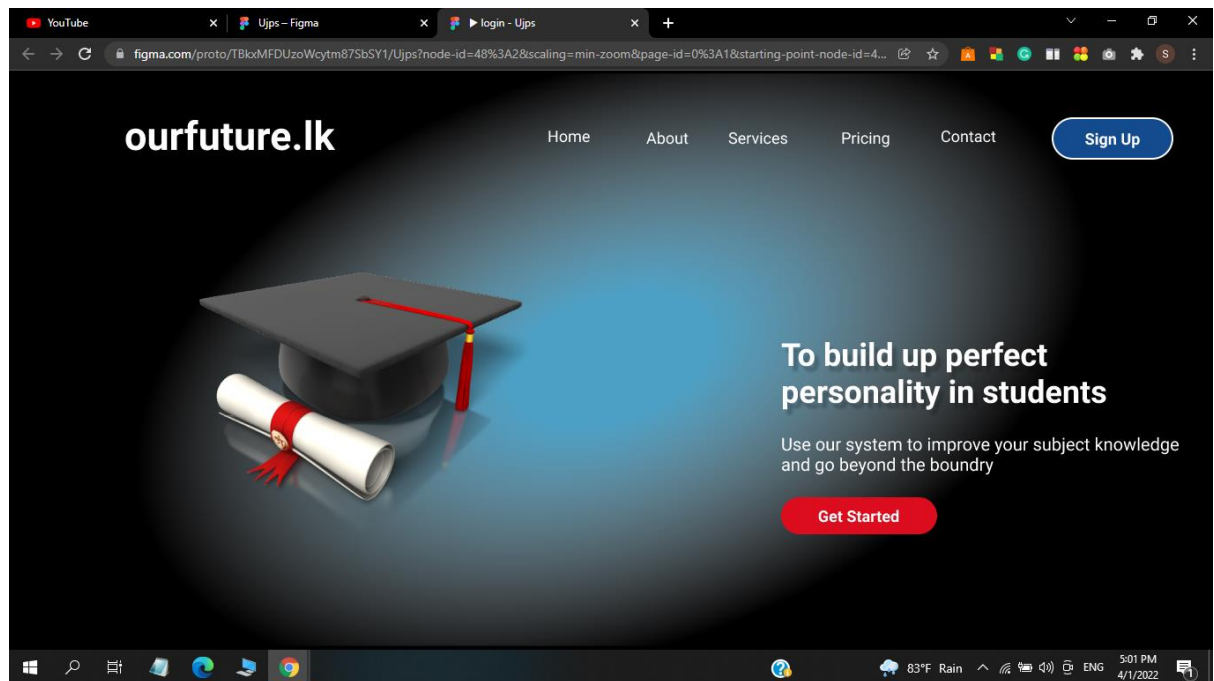 YouTube
Ujps – Figma
login - Ujps
figma.com/proto/TBkxMFDUzoWcytm87SbSY1/Ujps?node-id=48%3A2&scaling=min-zoom&page-id=0%3A1&starting-point-node-id=4...
S
ourfuture.lk
Home
About
Services
Pricing
Contact
Sign Up
To build up perfect
personality in students
Use our system to improve your subject knowledge
and go beyond the boundry
Get Started
83°F Rain
ENG
5:01 PM
4/1/2022
1